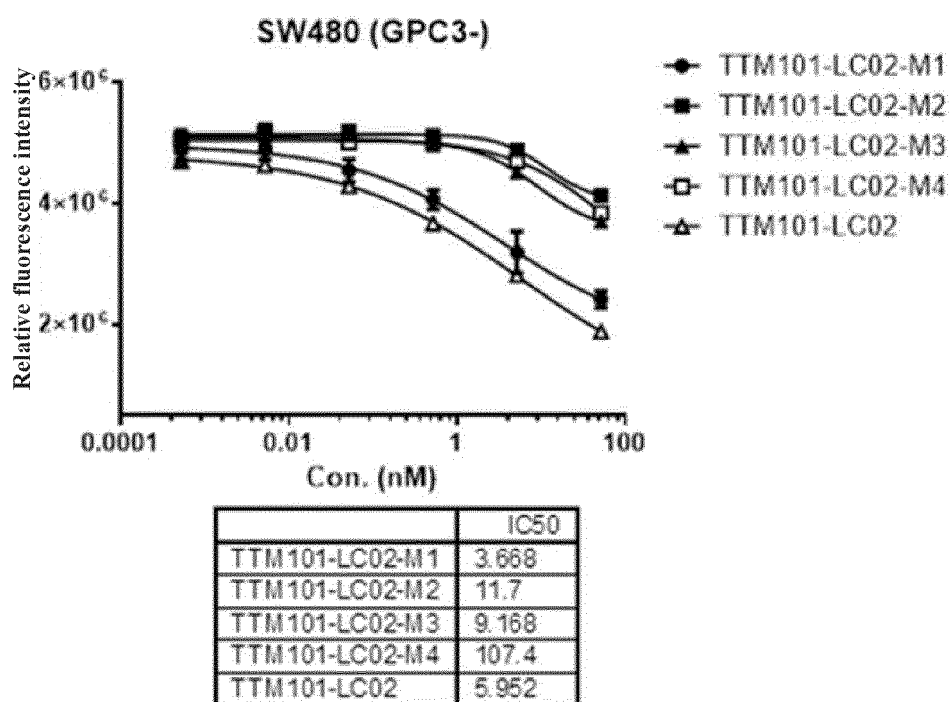 SW480 (GPC3-)
Relative fluorescence intensity
6×10⁶
4×10⁶
2×10⁶
0.0001
0.01
1
100
Con. (nM)
TTM101-LC02-M1
TTM101-LC02-M2
TTM101-LC02-M3
TTM101-LC02-M4
TTM101-LC02
IC50
TTM101-LC02-M1 3.668
TTM101-LC02-M2 11.7
TTM101-LC02-M3 9.168
TTM101-LC02-M4 107.4
TTM101-LC02 5.952